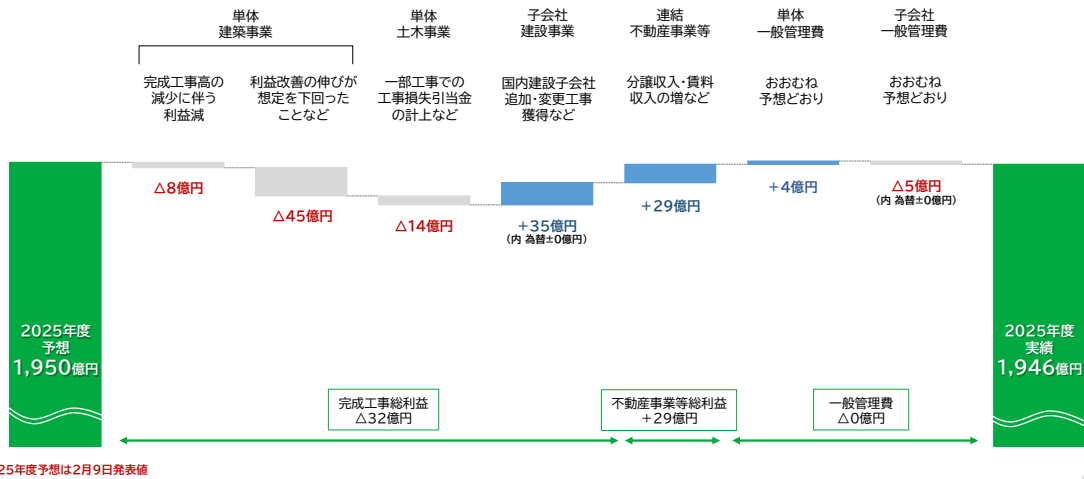 単体
建築事業
単体
土木事業
子会社
建設事業
連結
不動産事業等
単体
一般管理費
子会社
一般管理費
完成工事高の
減少に伴う
利益減
利益改善の伸びが
想定を下回った
ことなど
一部工事での
工事損失引当金
の計上など
国内建設子会社
追加・変更工事
獲得など
分譲収入・賃料
収入の増など
おおむね
予想どおり
おおむね
予想どおり
△8億円
△45億円
△14億円
+35億円
(内 為替±0億円)
+29億円
+4億円
△5億円
(内 為替±0億円)
2025年度
予想
1,950億円
2025年度
実績
1,946億円
完成工事総利益
△32億円
不動産事業等総利益
+29億円
一般管理費
△0億円
25年度予想は2月9日発表値